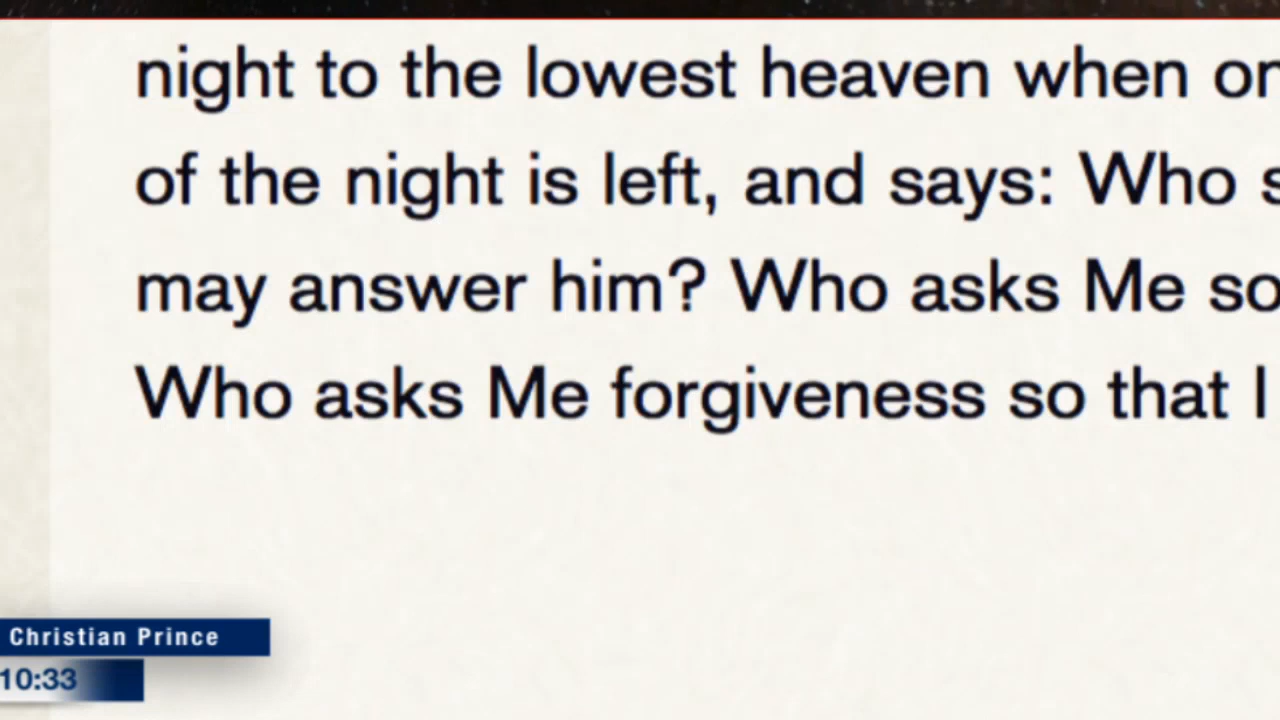 night to the lowest heaven when
of the night is left, and says: Who
may answer him? Who asks Me so
Who asks Me forgiveness so that I
Christian Prince
10:33